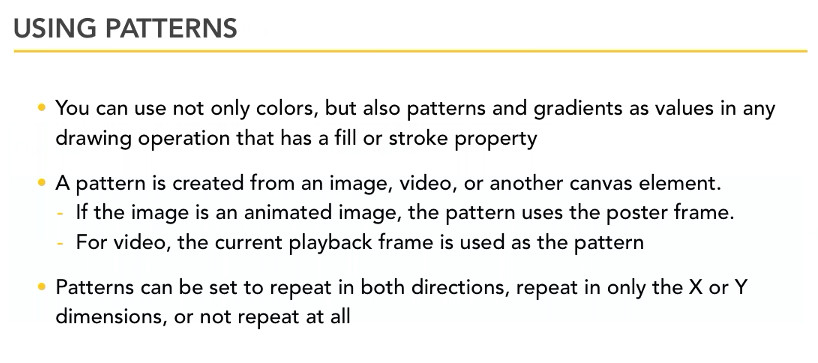 USING PATTERNS
• You can use not only colors, but also patterns and gradients as values in any
drawing operation that has a fill or stroke property
• A pattern is created from an image, video, or another canvas element.
- If the image is an animated image, the pattern uses the poster frame.
- For video, the current playback frame is used as the pattern
• Patterns can be set to repeat in both directions, repeat in only the X or Y
dimensions, or not repeat at all